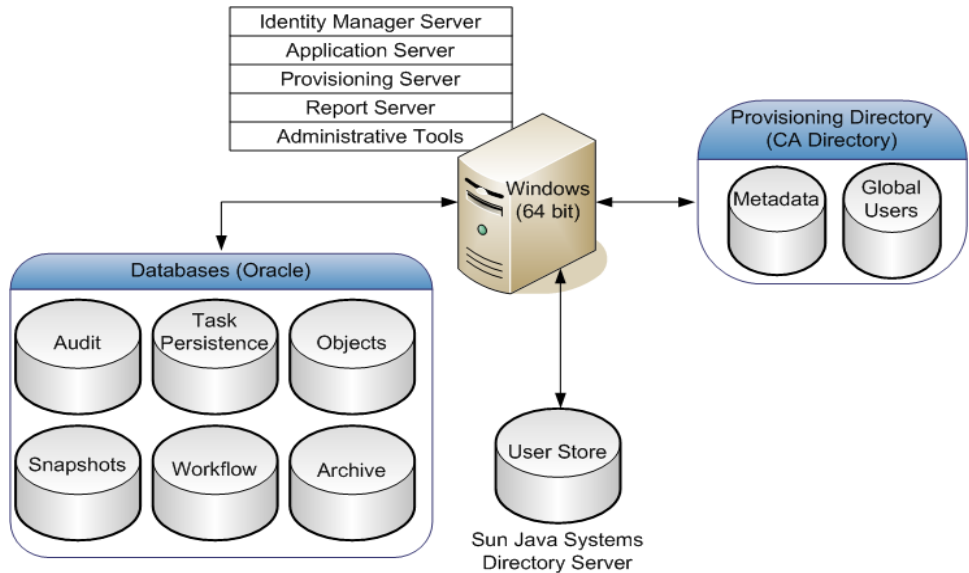 Identity Manager Server
Application Server
Provisioning Server
Report Server
Administrative Tools
Windows
(64 bit)
Provisioning Directory
(CA Directory)
Metadata
Global
Users
Databases (Oracle)
Audit
Task
Persistence
Objects
Snapshots
Workflow
Archive
User Store
Sun Java Systems
Directory Server